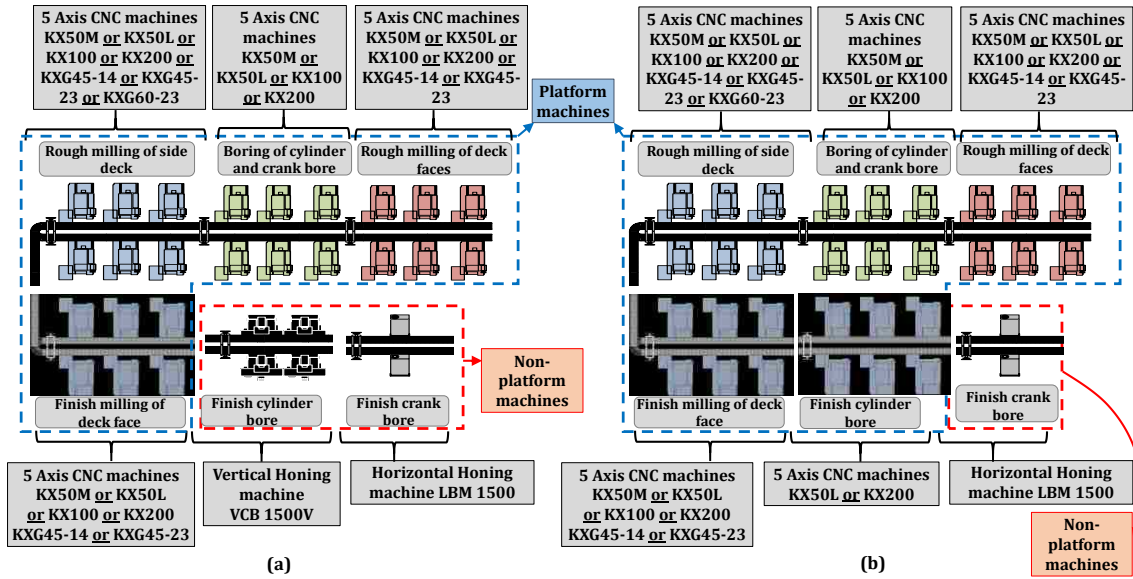 5 Axis CNC machines
KX50M or KX50L or
KX100 or KX200 or
KXG45-14 or KXG45-
23 or KXG60-23
5 Axis CNC
machines
KX50M or
KX50L or KX100
or KX200
5 Axis CNC machines
KX50M or KX50L or
KX100 or KX200 or
KXG45-14 or KXG45-
23
Platform
machines
5 Axis CNC machines
KX50M or KX50L or
KX100 or KX200 or
KXG45-14 or KXG45-
23 or KXG60-23
5 Axis CNC
machines
KX50M or
KX50L or KX100
or KX200
5 Axis CNC machines
KX50M or KX50L or
KX100 or KX200 or
KXG45-14 or KXG45-
23
Rough milling of side
deck
Boring of cylinder
and crank bore
Rough milling of deck
faces
Rough milling of side
deck
Boring of cylinder
and crank bore
Rough milling of deck
faces
Finish milling of
deck face
Finish cylinder
bore
Finish crank
bore
Non-
platform
machines
Finish milling of deck
face
Finish cylinder
bore
Finish crank
bore
5 Axis CNC machines
KX50M or KX50L
or KX100 or KX200
KXG45-14 or KXG45-23
Vertical Honing
machine
VCB 1500V
Horizontal Honing
machine LBM 1500
5 Axis CNC machines
KX50M or KX50L
or KX100 or KX200
KXG45-14 or KXG45-23
5 Axis CNC machines
KX50L or KX200
Horizontal Honing
machine LBM 1500
Non-
platform
machines
(a)
(b)